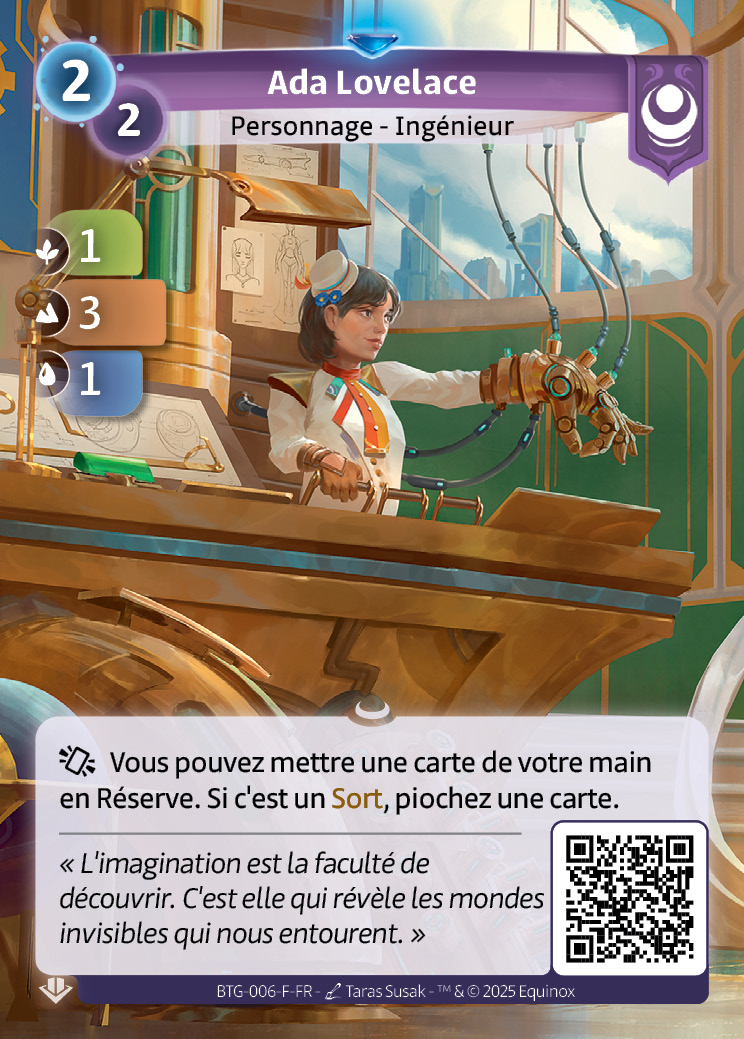 2
Ada Lovelace
2
Personnage - Ingénieur
1
3
1
Vous pouvez mettre une carte de votre main
en Réserve. Si c'est un Sort, piochez une carte.
« L'imagination est la faculté de
découvrir. C'est elle qui révèle les mondes
invisibles qui nous entourent. »
BTG-006-F-FR - Taras Susak - ™ & © 2025 Equinox